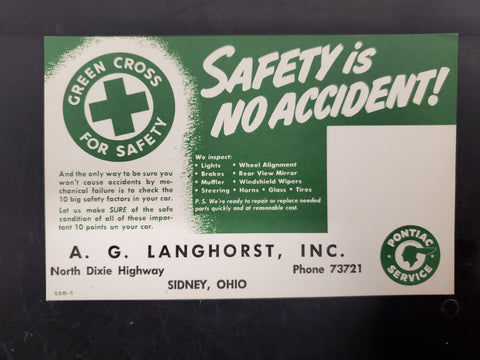 GREEN CROSS
FOR SAFETY
SAFETY is
NO ACCIDENT!
And the only way to be sure you
won't cause accidents by me-
chanical failure is to check the
10 big safety factors in your car.
Let us make SURE of the safe
condition of all of these impor-
tant 10 points on your car.
We inspect:
• Lights • Wheel Alignment
• Brakes • Rear View Mirror
• Muffler • Windshield Wipers
• Steering • Horns • Glass • Tires
P. S. We're ready to repair or replace needed
parts quickly and at reasonable cost.
A. G. LANGHORST, INC.
North Dixie Highway Phone 73721
SIDNEY, OHIO
PONTIAC
SERVICE